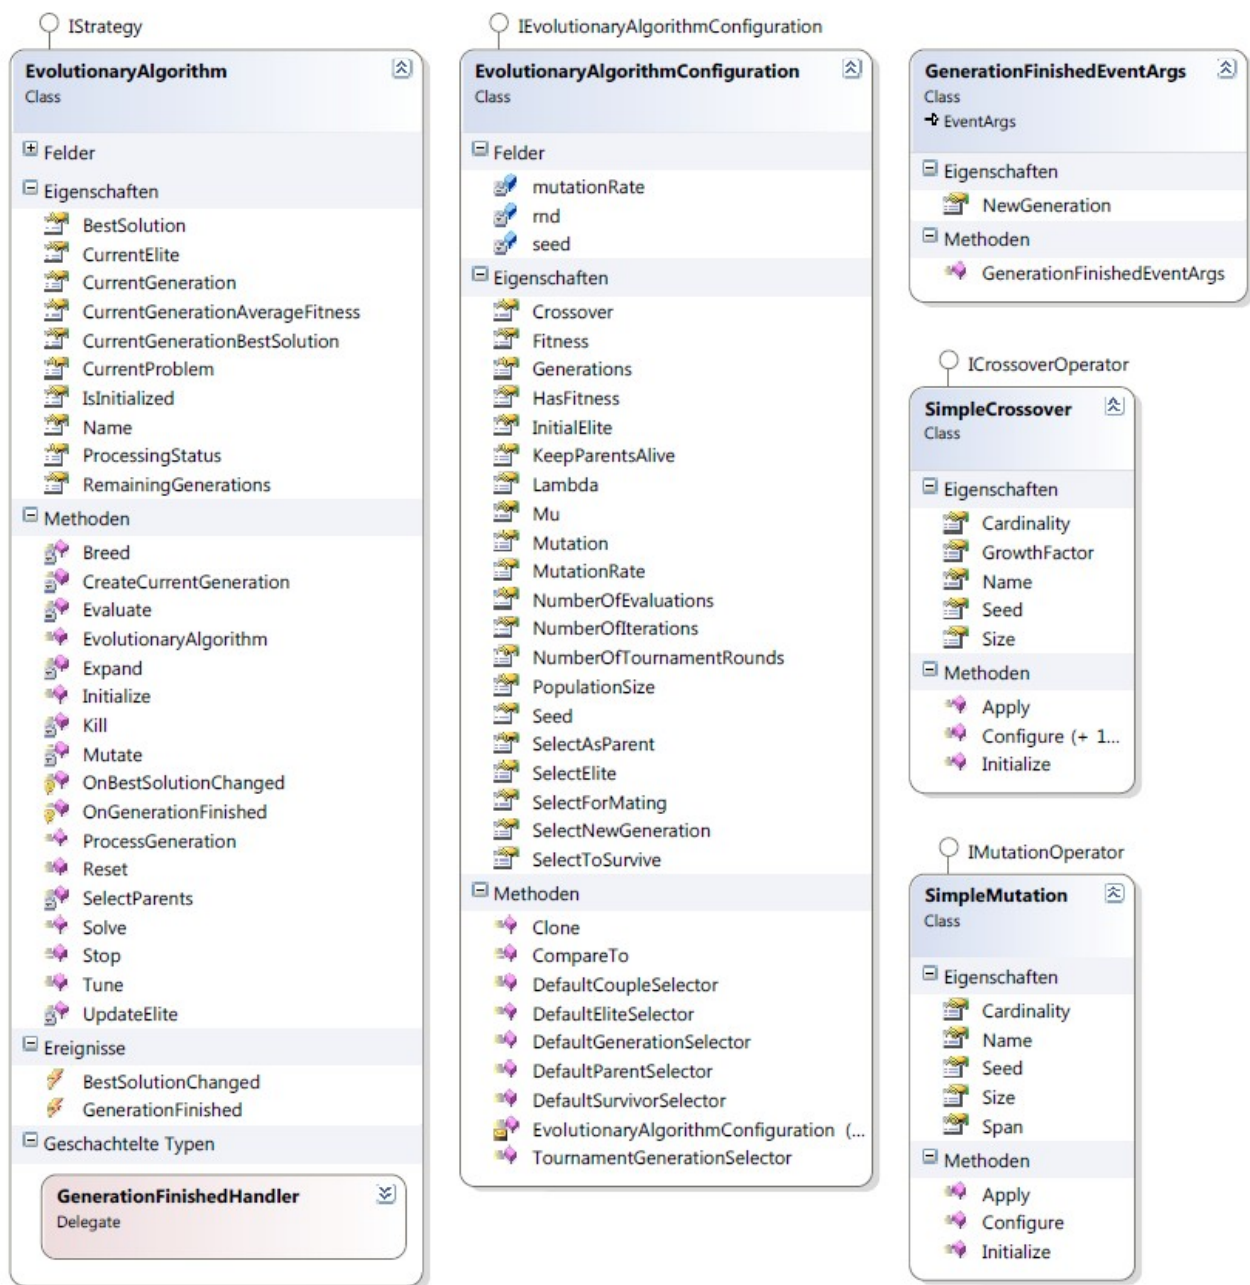 IStrategy
EvolutionaryAlgorithm
Class
Felder
Eigenschaften
BestSolution
CurrentElite
CurrentGeneration
CurrentGenerationAverageFitness
CurrentGenerationBestSolution
CurrentProblem
IsInitialized
Name
ProcessingStatus
RemainingGenerations
Methoden
Breed
CreateCurrentGeneration
Evaluate
EvolutionaryAlgorithm
Expand
Initialize
Kill
Mutate
OnBestSolutionChanged
OnGenerationFinished
ProcessGeneration
Reset
SelectParents
Solve
Stop
Tune
UpdateElite
Ereignisse
BestSolutionChanged
GenerationFinished
Geschachtelte Typen
GenerationFinishedHandler
Delegate
IEvolutionaryAlgorithmConfiguration
EvolutionaryAlgorithmConfiguration
Class
Felder
mutationRate
rnd
seed
Eigenschaften
Crossover
Fitness
Generations
HasFitness
InitialElite
KeepParentsAlive
Lambda
Mu
Mutation
MutationRate
NumberOfEvaluations
NumberOfIterations
NumberOfTournamentRounds
PopulationSize
Seed
SelectAsParent
SelectElite
SelectForMating
SelectNewGeneration
SelectToSurvive
Methoden
Clone
CompareTo
DefaultCoupleSelector
DefaultEliteSelector
DefaultGenerationSelector
DefaultParentSelector
DefaultSurvivorSelector
EvolutionaryAlgorithmConfiguration (...
TournamentGenerationSelector
GenerationFinishedEventArgs
Class
EventArgs
Eigenschaften
NewGeneration
Methoden
GenerationFinishedEventArgs
ICrossoverOperator
SimpleCrossover
Class
Eigenschaften
Cardinality
GrowthFactor
Name
Seed
Size
Methoden
Apply
Configure (+ 1...
Initialize
IMutationOperator
SimpleMutation
Class
Eigenschaften
Cardinality
Name
Seed
Size
Span
Methoden
Apply
Configure
Initialize